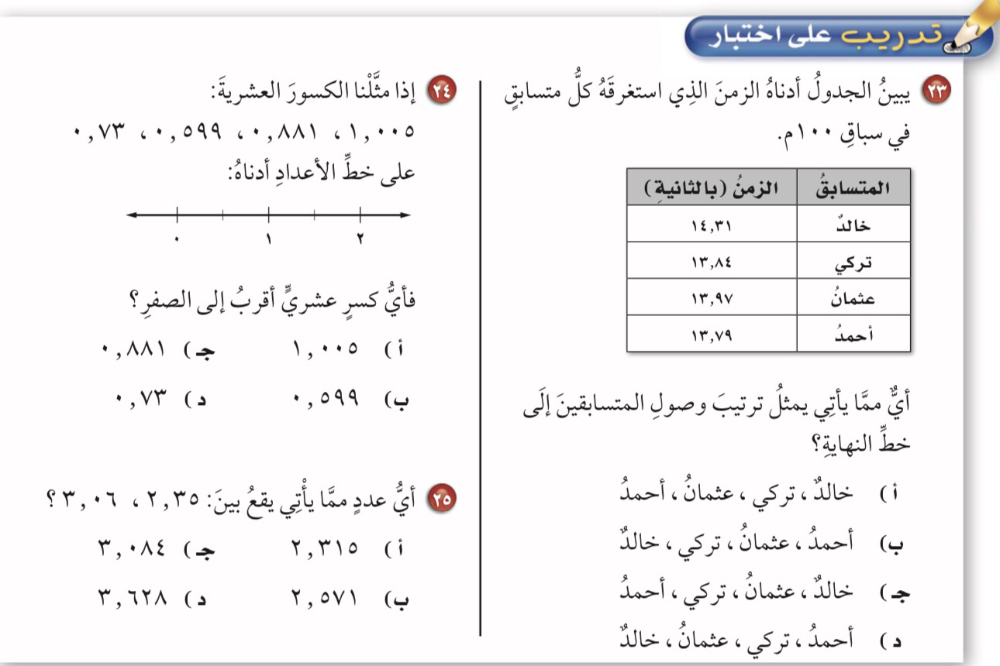 تدريب على اختبار
٢٣ يبينُ الجدولُ أدناهُ الزمنَ الذِي استغرقَهُ كلُّ متسابقٍ
في سباقِ ١٠٠م.
المتسابقُ الزمنُ (بالثانيةِ)
خالدٌ ١٤,٣١
تركي ١٣,٨٤
عثمانُ ١٣,٩٧
أحمدُ ١٣,٧٩
أيٌّ ممَّا يأتِي يمثلُ ترتيبَ وصولِ المتسابقينَ إلَى
خطِّ النهايةِ؟
أ ) خالدٌ ، تركي ، عثمانُ ، أحمدُ
ب) أحمدُ ، عثمانُ ، تركي ، خالدٌ
جـ) خالدٌ ، عثمانُ ، تركي ، أحمدُ
د ) أحمدُ ، تركي ، عثمانُ ، خالدٌ
٢٤ إذا مثَّلْنا الكسورَ العشريةَ:
١,٠٠٥ ، ٠,٨٨١ ، ٠,٥٩٩ ، ٠,٧٣
على خطِّ الأعدادِ أدناهُ:
٠ ١ ٢
فأيُّ كسرٍ عشريٍّ أقربُ إلى الصفرِ؟
أ ) ١,٠٠٥ جـ) ٠,٨٨١
ب) ٠,٥٩٩ د ) ٠,٧٣
٢٥ أيُّ عددٍ ممَّا يأْتِي يقعُ بينَ: ٢,٣٥ ، ٣,٠٦ ؟
أ ) ٢,٣١٥ جـ) ٣,٠٨٤
ب) ٢,٥٧١ د ) ٣,٦٢٨